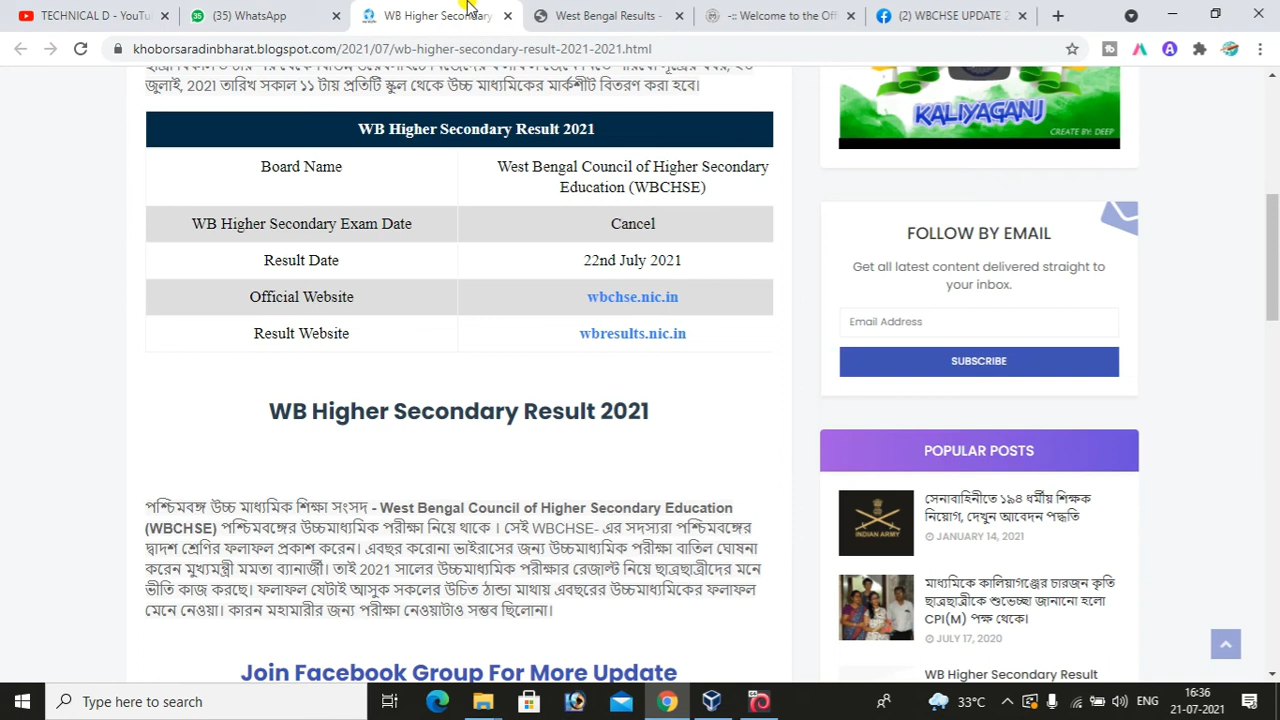 TECHNICAL D - YouTu
(35) WhatsApp
WB Higher Secondary
West Bengal Results -
-:: Welcome to the Off
(2) WBCHSE UPDATE 2
khoborsaradinbharat.blogspot.com/2021/07/wb-higher-secondary-result-2021-2021.html
জুলাই, 2021 তারিখ সকাল ১১ টায় প্রতিটি স্কুল থেকে উচ্চ মাধ্যমিকের মার্কশীট বিতরণ করা হবে।
WB Higher Secondary Result 2021
Board Name
West Bengal Council of Higher Secondary
Education (WBCHSE)
WB Higher Secondary Exam Date
Cancel
Result Date
22nd July 2021
Official Website
wbchse.nic.in
Result Website
wbresults.nic.in
WB Higher Secondary Result 2021
পশ্চিমবঙ্গ উচ্চ মাধ্যমিক শিক্ষা সংসদ - West Bengal Council of Higher Secondary Education
(WBCHSE) পশ্চিমবঙ্গের উচ্চমাধ্যমিক পরীক্ষা নিয়ে থাকে । সেই WBCHSE- এর সদস্যরা পশ্চিমবঙ্গের
দ্বাদশ শ্রেণির ফলাফল প্রকাশ করেন। এবছর করোনা ভাইরাসের জন্য উচ্চমাধ্যমিক পরীক্ষা বাতিল ঘোষনা
করেন মুখ্যমন্ত্রী মমতা ব্যানার্জী। তাই 2021 সালের উচ্চমাধ্যমিক পরীক্ষার রেজাল্ট নিয়ে ছাত্রছাত্রীদের মনে
ভীতি কাজ করছে। ফলাফল যেটাই আসুক সকলের উচিত ঠান্ডা মাথায় এবছরের উচ্চমাধ্যমিকের ফলাফল
মেনে নেওয়া। কারন মহামারীর জন্য পরীক্ষা নেওয়াটাও সম্ভব ছিলোনা।
Join Facebook Group For More Update
KALIYAGANJ
CREATE BY: DEEP
FOLLOW BY EMAIL
Get all latest content delivered straight to
your inbox.
Email Address
SUBSCRIBE
POPULAR POSTS
INDIAN ARMY
সেনাবাহিনীতে ১৯৪ ধর্মীয় শিক্ষক
নিয়োগ, দেখুন আবেদন পদ্ধতি
JANUARY 14, 2021
মাধ্যমিকে কালিয়াগঞ্জের চারজন কৃতি
ছাত্রছাত্রীকে শুভেচ্ছা জানানো হলো
CPI(M) পক্ষ থেকে।
JULY 17, 2020
WB Higher Secondary Result
Type here to search
33°C
ENG
16:36
21-07-2021